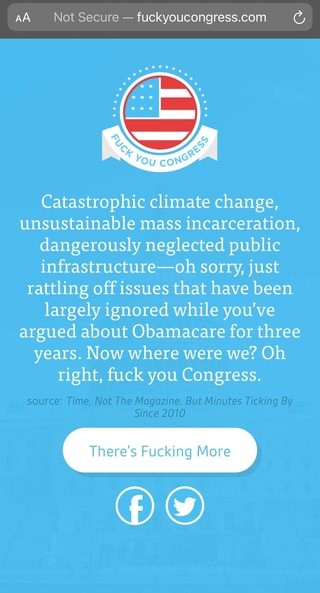 AA Not Secure — fuckyoucongress.com
FUCK YOU CONGRESS
Catastrophic climate change,
unsustainable mass incarceration,
dangerously neglected public
infrastructure—oh sorry, just
rattling off issues that have been
largely ignored while you've
argued about Obamacare for three
years. Now where were we? Oh
right, fuck you Congress.
source: Time, Not The Magazine, But Minutes Ticking By
Since 2010
There's Fucking More